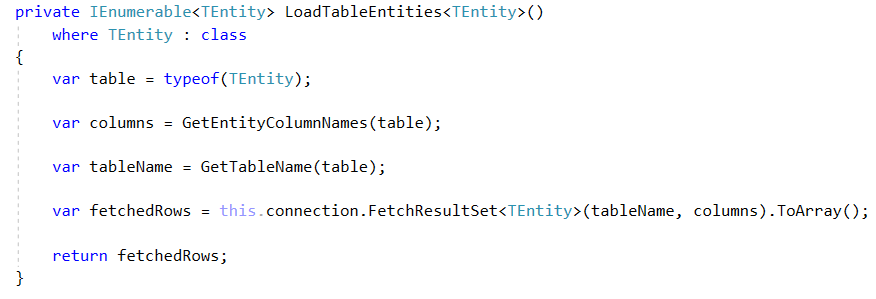 private IEnumerable<TEntity> LoadTableEntities<TEntity>()
    where TEntity : class
{
    var table = typeof(TEntity);
    var columns = GetEntityColumnNames(table);
    var tableName = GetTableName(table);
    var fetchedRows = this.connection.FetchResultSet<TEntity>(tableName, columns).ToArray();
    return fetchedRows;
}